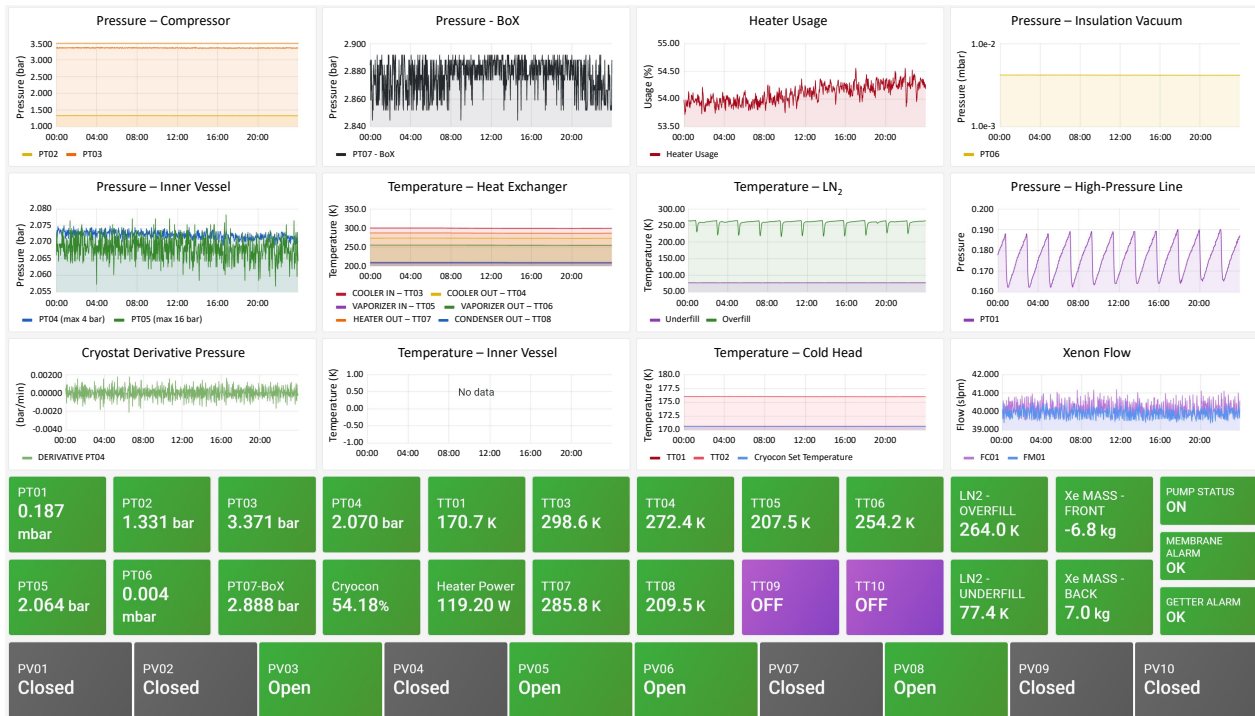 Pressure – Compressor
3.500
3.000
2.500
2.000
1.500
1.000
Pressure (bar)
00:00 04:00 08:00 12:00 16:00 20:00
PT02 PT03
Pressure - BoX
2.900
2.880
2.860
2.840
Pressure (bar)
00:00 04:00 08:00 12:00 16:00 20:00
PT07 - BoX
Heater Usage
55.00
54.50
54.00
53.50
Usage (%)
00:00 04:00 08:00 12:00 16:00 20:00
Heater Usage
Pressure – Insulation Vacuum
1.0e-2
1.0e-3
Pressure (mbar)
00:00 04:00 08:00 12:00 16:00 20:00
PT06
Pressure – Inner Vessel
2.080
2.075
2.070
2.065
2.060
2.055
Pressure (bar)
00:00 04:00 08:00 12:00 16:00 20:00
PT04 (max 4 bar) PT05 (max 16 bar)
Temperature – Heat Exchanger
350.0
300.0
250.0
200.0
Temperature (K)
00:00 04:00 08:00 12:00 16:00 20:00
COOLER IN – TT03 COOLER OUT – TT04
VAPORIZER IN – TT05 VAPORIZER OUT – TT06
HEATER OUT – TT07 CONDENSER OUT – TT08
Temperature – LN2
300.00
250.00
200.00
150.00
100.00
50.00
Temperature (K)
00:00 04:00 08:00 12:00 16:00 20:00
Underfill Overfill
Pressure – High-Pressure Line
0.200
0.190
0.180
0.170
0.160
Pressure
00:00 04:00 08:00 12:00 16:00 20:00
PT01
Cryostat Derivative Pressure
0.00200
0.00000
-0.0020
-0.0040
(bar/min)
00:00 04:00 08:00 12:00 16:00 20:00
DERIVATIVE PT04
Temperature – Inner Vessel
1.00
0.50
0.00
-0.50
-1.00
Temperature (K)
No data
00:00 04:00 08:00 12:00 16:00 20:00
Temperature – Cold Head
180.0
177.5
175.0
172.5
170.0
Temperature (K)
00:00 04:00 08:00 12:00 16:00 20:00
TT01 TT02 Cryocon Set Temperature
Xenon Flow
42.000
41.000
40.000
39.000
Flow (slpm)
00:00 04:00 08:00 12:00 16:00 20:00
FC01 FM01
PT01
0.187
mbar
PT02
1.331 bar
PT03
3.371 bar
PT04
2.070 bar
TT01
170.7 K
TT03
298.6 K
TT04
272.4 K
TT05
207.5 K
TT06
254.2 K
LN2 -
OVERFILL
264.0 K
Xe MASS -
FRONT
-6.8 kg
PUMP STATUS
ON
MEMBRANE
ALARM
OK
GETTER ALARM
OK
PT05
2.064 bar
PT06
0.004
mbar
PT07-BoX
2.888 bar
Cryocon
54.18%
Heater Power
119.20 W
TT07
285.8 K
TT08
209.5 K
TT09
OFF
TT10
OFF
LN2 -
UNDERFILL
77.4 K
Xe MASS -
BACK
7.0 kg
PV01
Closed
PV02
Closed
PV03
Open
PV04
Closed
PV05
Open
PV06
Open
PV07
Closed
PV08
Open
PV09
Closed
PV10
Closed